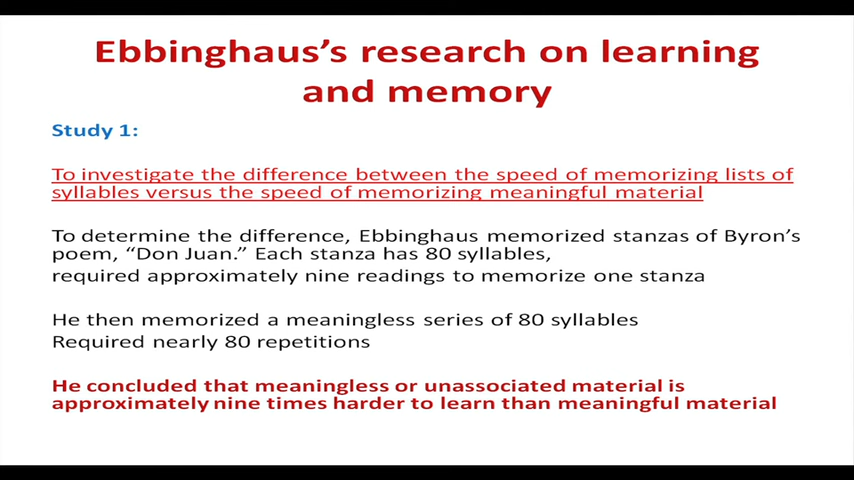 Ebbinghaus’s research on learning
and memory
Study 1:
To investigate the difference between the speed of memorizing lists of
syllables versus the speed of memorizing meaningful material
To determine the difference, Ebbinghaus memorized stanzas of Byron’s
poem, “Don Juan.” Each stanza has 80 syllables,
required approximately nine readings to memorize one stanza
He then memorized a meaningless series of 80 syllables
Required nearly 80 repetitions
He concluded that meaningless or unassociated material is
approximately nine times harder to learn than meaningful material